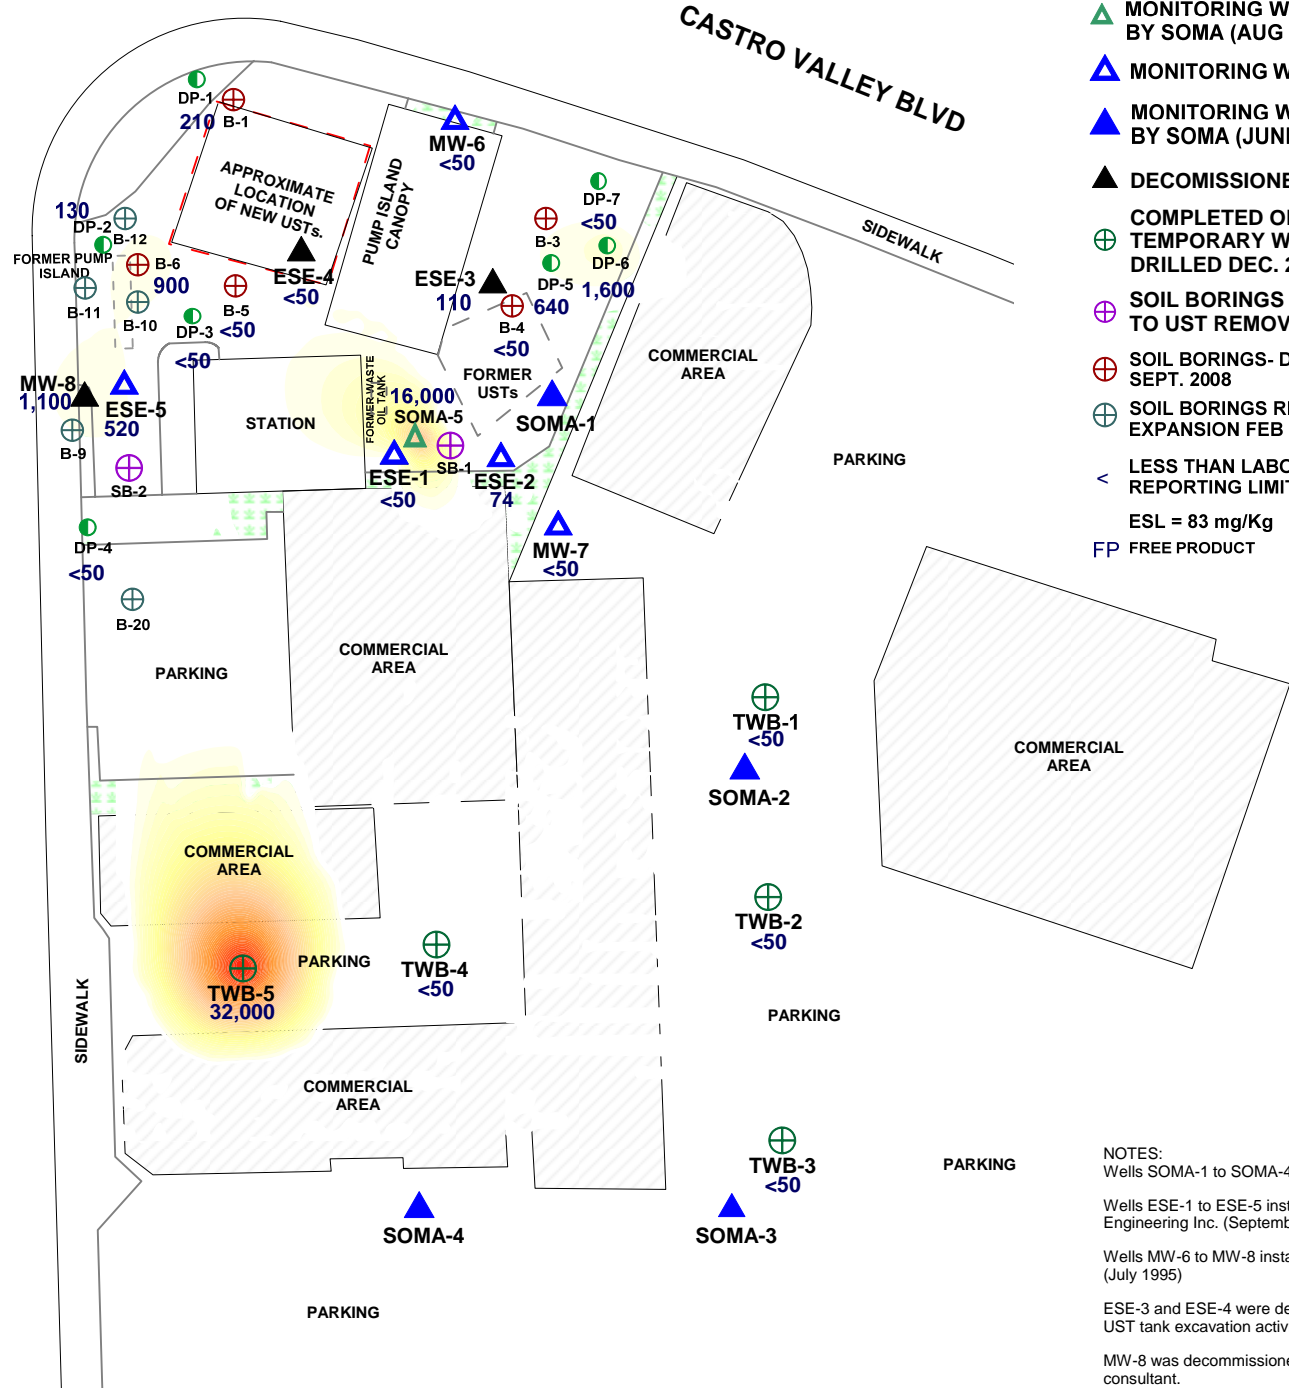 CASTRO VALLEY BLVD
SIDEWALK
DP-1
210
B-1
APPROXIMATE
LOCATION
OF NEW USTs.
PUMP ISLAND
CANOPY
MW-6
<50
DP-7
<50
B-3
DP-6
1,600
DP-5
640
130
DP-2
B-12
FORMER PUMP
ISLAND
B-6
900
B-11
B-10
B-5
<50
DP-3
<50
ESE-4
<50
ESE-3
110
B-4
<50
FORMER
USTs
COMMERCIAL
AREA
MW-8
1,100
ESE-5
520
B-9
SB-2
STATION
FORMER WASTE
OIL TANK
16,000
SOMA-5
SOMA-1
SB-1
ESE-1
<50
ESE-2
74
MW-7
<50
PARKING
DP-4
<50
B-20
PARKING
COMMERCIAL
AREA
TWB-1
<50
SOMA-2
COMMERCIAL
AREA
COMMERCIAL
AREA
TWB-2
<50
PARKING
TWB-4
<50
TWB-5
32,000
SIDEWALK
PARKING
COMMERCIAL
AREA
TWB-3
<50
PARKING
SOMA-4
SOMA-3
PARKING
MONITORING W
BY SOMA (AUG
MONITORING W
MONITORING W
BY SOMA (JUN
DECOMISSIONE
COMPLETED O
TEMPORARY W
DRILLED DEC. 2
SOIL BORINGS
TO UST REMOV
SOIL BORINGS- D
SEPT. 2008
SOIL BORINGS R
EXPANSION FEB
< LESS THAN LABO
REPORTING LIMI
ESL = 83 mg/Kg
FP FREE PRODUCT
NOTES:
Wells SOMA-1 to SOMA-4
Wells ESE-1 to ESE-5 inst
Engineering Inc. (Septemb
Wells MW-6 to MW-8 insta
(July 1995)
ESE-3 and ESE-4 were de
UST tank excavation activ
MW-8 was decommissione
consultant.